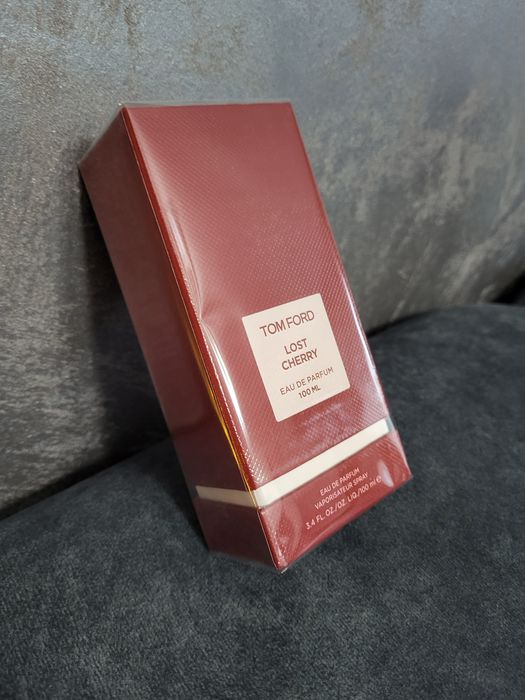 TOM FORD
LOST
CHERRY
EAU DE PARFUM
100 ML
EAU DE PARFUM
VAPORISATEUR SPRAY
3.4 FL.OZ./OZ. LIQ./100 ml ℮